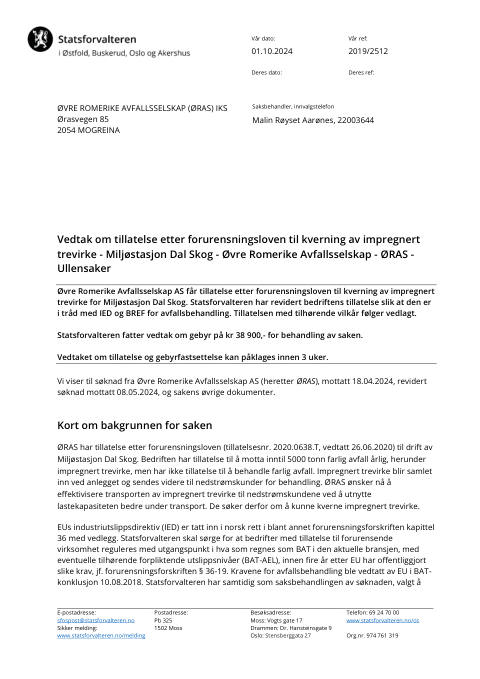 Statsforvalteren
i Østfold, Buskerud, Oslo og Akershus
Vår dato:
Vår ref:
01.10.2024
2019/2512
Deres dato:
Deres ref:
ØVRE ROMERIKE AVFALLSSELSKAP (ØRAS) IKS
Ørasvegen 85
2054 MOGREINA
Saksbehandler, innvalgstelefon
Malin Røyset Aarønes, 22003644
Vedtak om tillatelse etter forurensningsloven til kverning av impregnert
trevirke - Miljøstasjon Dal Skog - Øvre Romerike Avfallsselskap - ØRAS -
Ullensaker
Øvre Romerike Avfallsselskap AS får tillatelse etter forurensningsloven til kverning av impregnert
trevirke for Miljøstasjon Dal Skog. Statsforvalteren har revidert bedriftens tillatelse slik at den er
i tråd med IED og BREF for avfallsbehandling. Tillatelsen med tilhørende vilkår følger vedlagt.
Statsforvalteren fatter vedtak om gebyr på kr 38 900,- for behandling av saken.
Vedtaket om tillatelse og gebyrfastsettelse kan påklages innen 3 uker.
Vi viser til søknad fra Øvre Romerike Avfallsselskap AS (heretter ØRAS), mottatt 18.04.2024, revidert
søknad mottatt 08.05.2024, og sakens øvrige dokumenter.
Kort om bakgrunnen for saken
ØRAS har tillatelse etter forurensningsloven (tillatelsesnr. 2020.0638.T, vedtatt 26.06.2020) til drift av
Miljøstasjon Dal Skog. Bedriften har tillatelse til å motta inntil 5000 tonn farlig avfall årlig, herunder
impregnert trevirke, men har ikke tillatelse til å behandle farlig avfall. Impregnert trevirke blir samlet
inn ved anlegget og sendes videre til nedstrømskunder for behandling. ØRAS ønsker nå å
effektivisere transporten av impregnert trevirke til nedstrømskundene ved å utnytte
lastekapasiteten bedre under transport. De søker derfor om å kunne kverne impregnert trevirke.
EUs industriutslippsdirektiv (IED) er tatt inn i norsk rett i blant annet forurensningsforskriften kapittel
36 med vedlegg. Statsforvalteren skal sørge for at bedrifter med tillatelse til forurensende
virksomhet reguleres med utgangspunkt i hva som regnes som BAT i den aktuelle bransjen, med
eventuelle tilhørende forpliktende utslippsnivåer (BAT-AEL), innen fire år etter EU har offentliggjort
slike krav, jf. forurensningsforskriften § 36-19. Kravene for avfallsbehandling ble vedtatt av EU i BAT-
konklusjon 10.08.2018. Statsforvalteren har samtidig som saksbehandlingen av søknaden, valgt å
E-postadresse:
sfospost@statsforvalteren.no
Sikker melding:
www.statsforvalteren.no/melding
Postadresse:
Pb 325
1502 Moss
Besøksadresse:
Moss: Vogts gate 17
Drammen: Dr. Hansteinsgate 9
Oslo: Stensberggata 27
Telefon: 69 24 70 00
www.statsforvalteren.no/os
Org.nr. 974 761 319